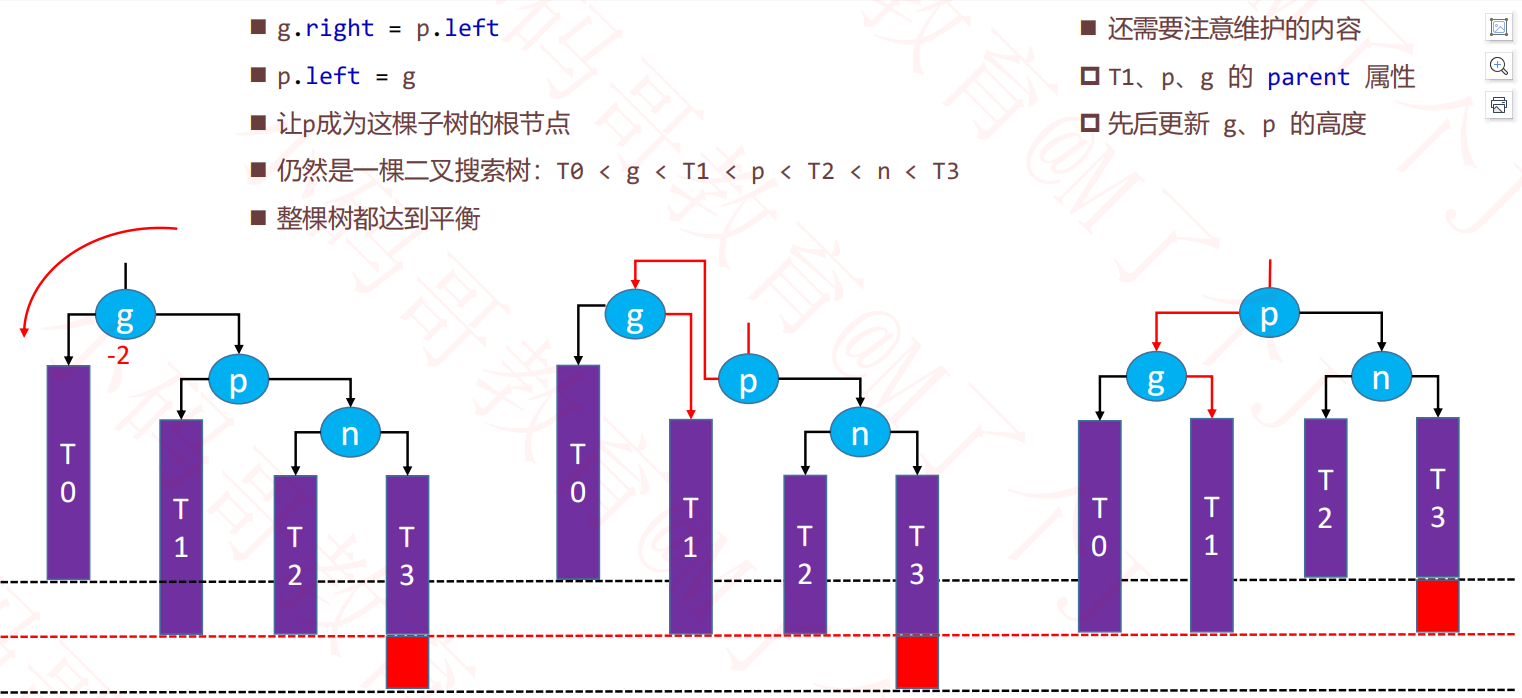 g.right = p.left
p.left = g
让p成为这棵子树的根节点
仍然是一棵二叉搜索树：T0 < g < T1 < p < T2 < n < T3
整棵树都达到平衡
还需要注意维护的内容
T1、p、g 的 parent 属性
先后更新 g、p 的高度
g
-2
p
n
T0
T1
T2
T3
g
p
n
T0
T1
T2
T3
p
g
n
T0
T1
T2
T3